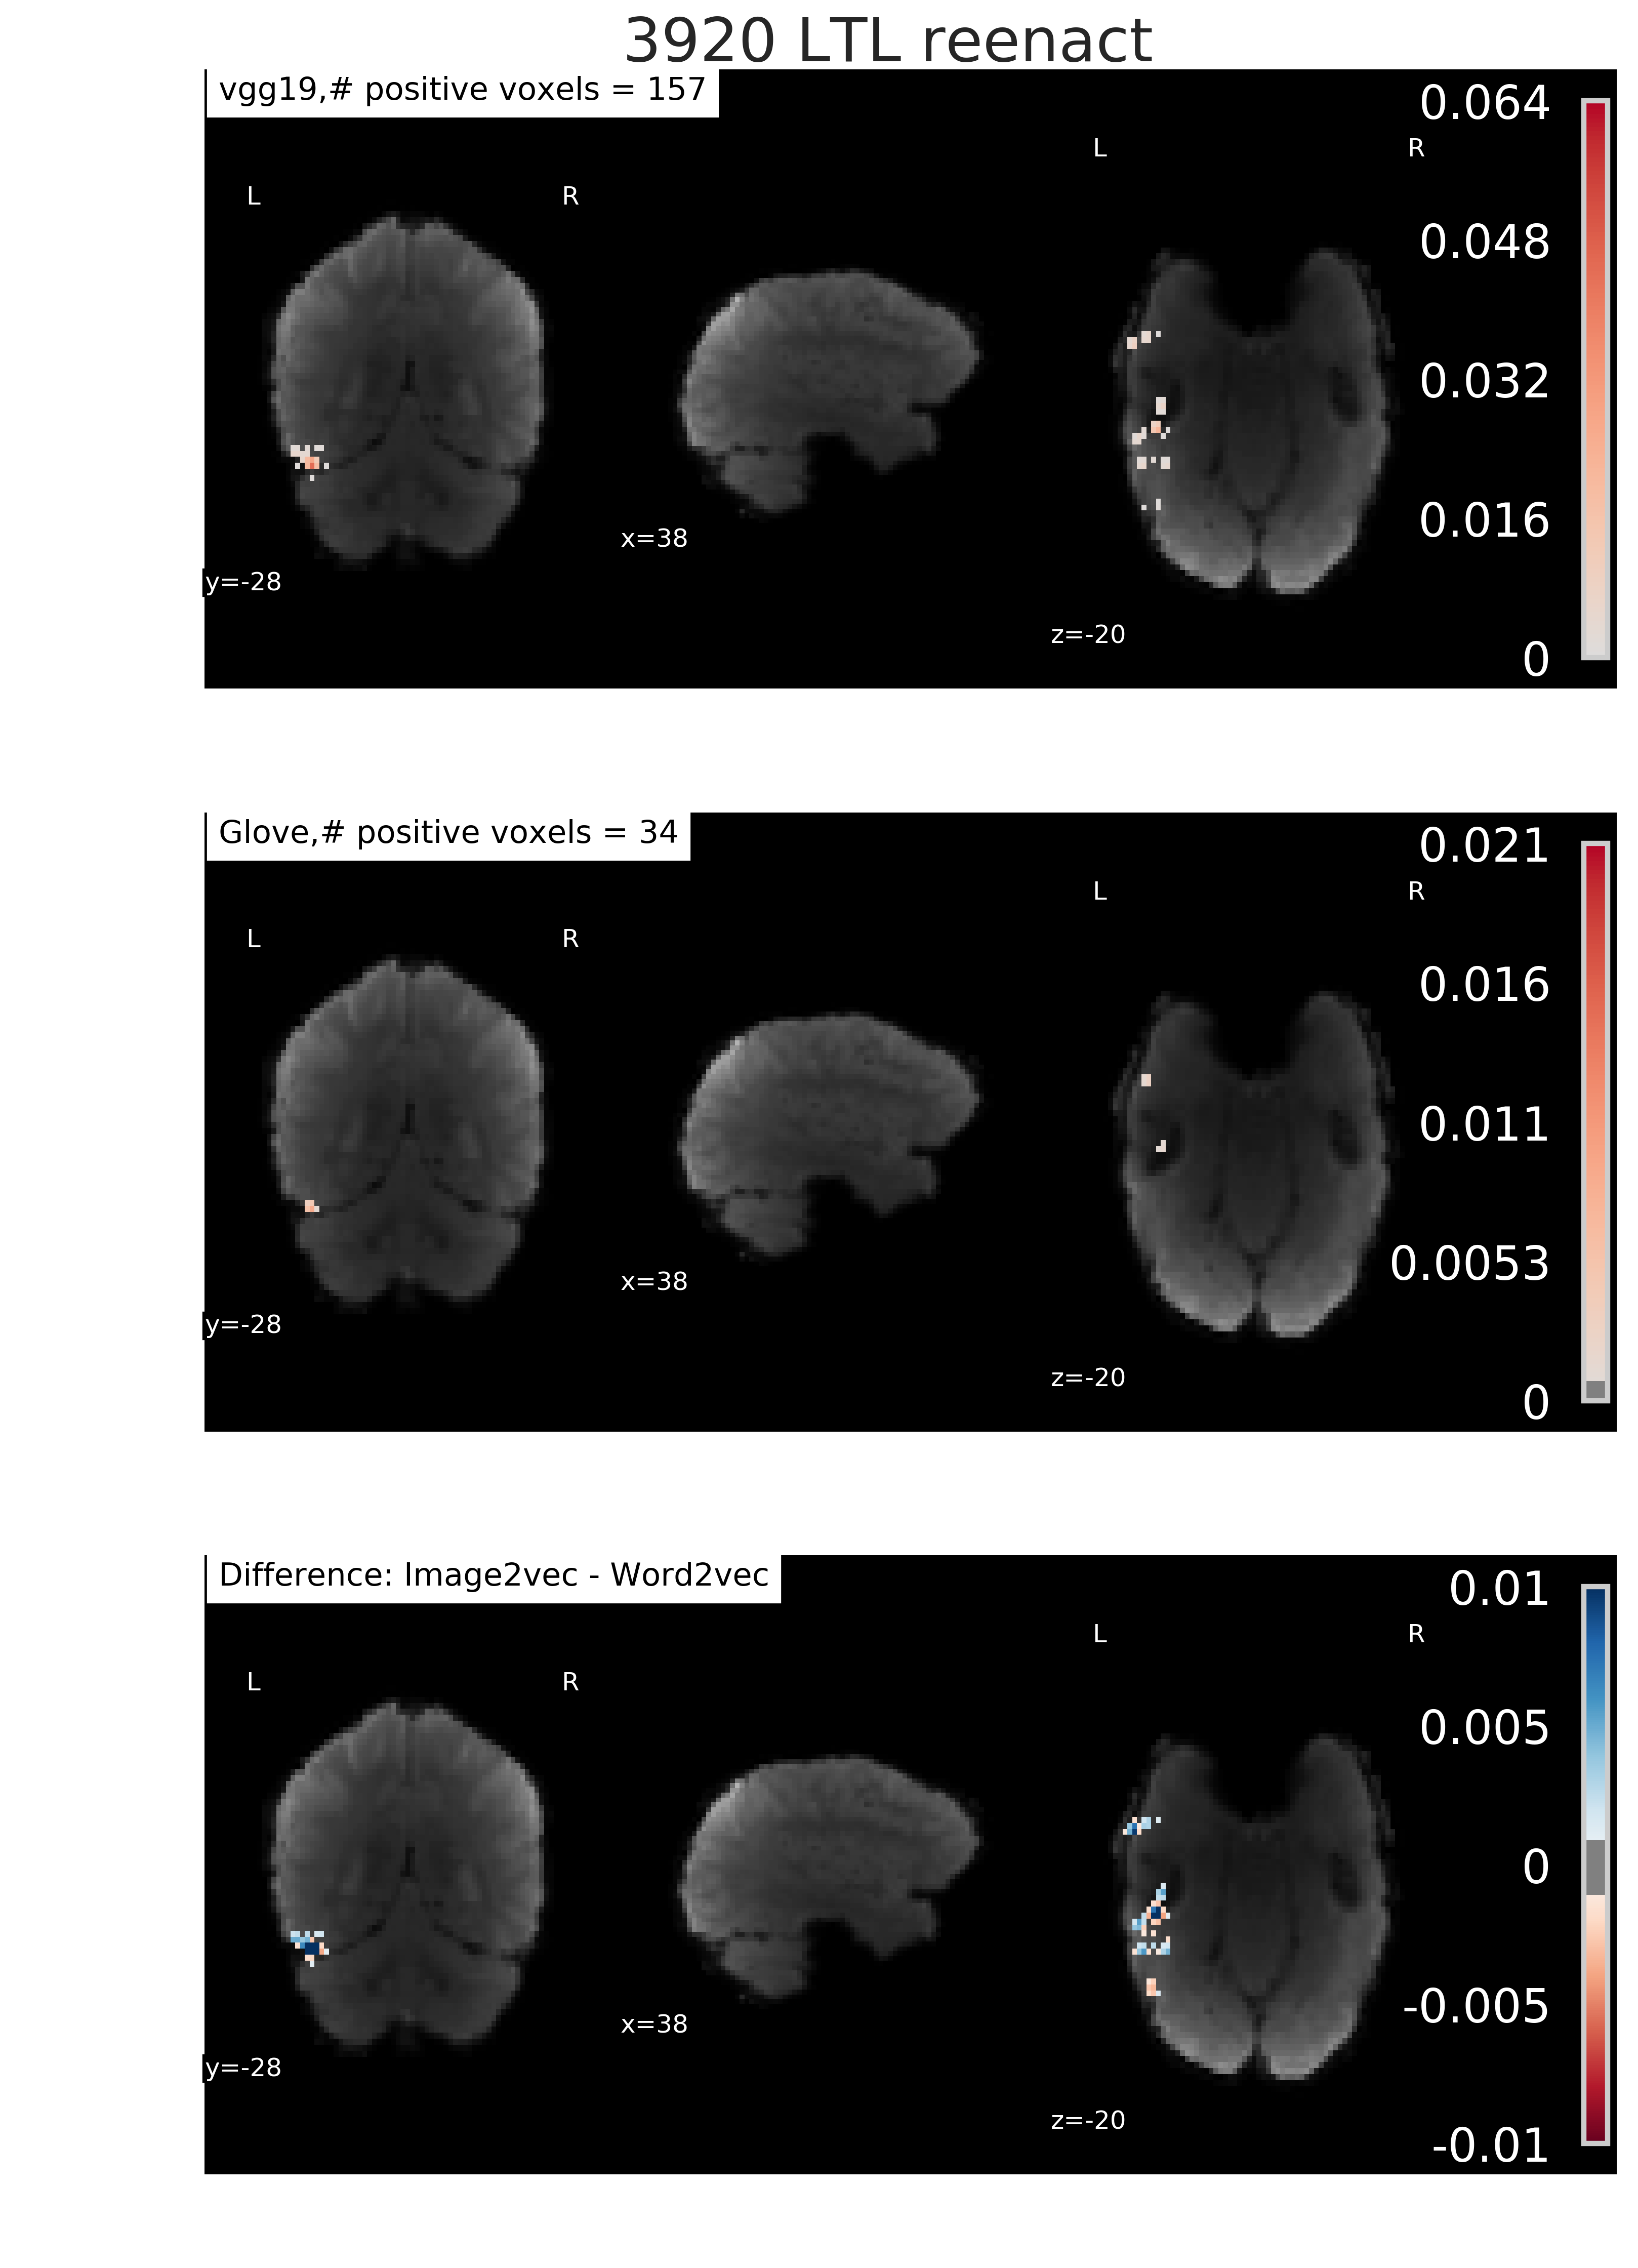 3920 LTL reenact
vgg19,# positive voxels = 157
0.064
L
R
L
R
0.048
0.032
0.016
x=38
y=-28
z=-20
0
Glove,# positive voxels = 34
0.021
L
R
L
R
0.016
0.011
0.0053
x=38
y=-28
z=-20
0
Difference: Image2vec - Word2vec
0.01
L
R
L
R
0.005
0
-0.005
x=38
y=-28
z=-20
-0.01